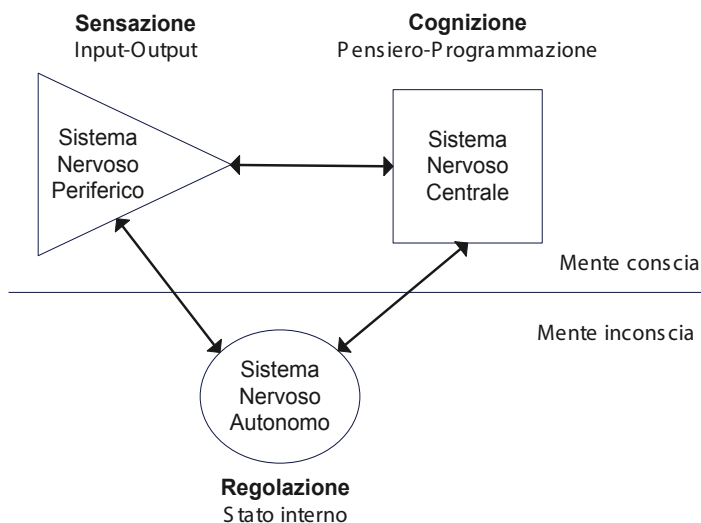 Sensazione
Input-Output
Cognizione
Pensiero-Programmazione
Sistema
Nervoso
Periferico
Sistema
Nervoso
Centrale
Mente conscia
Mente inconscia
Sistema
Nervoso
Autonomo
Regolazione
Stato interno